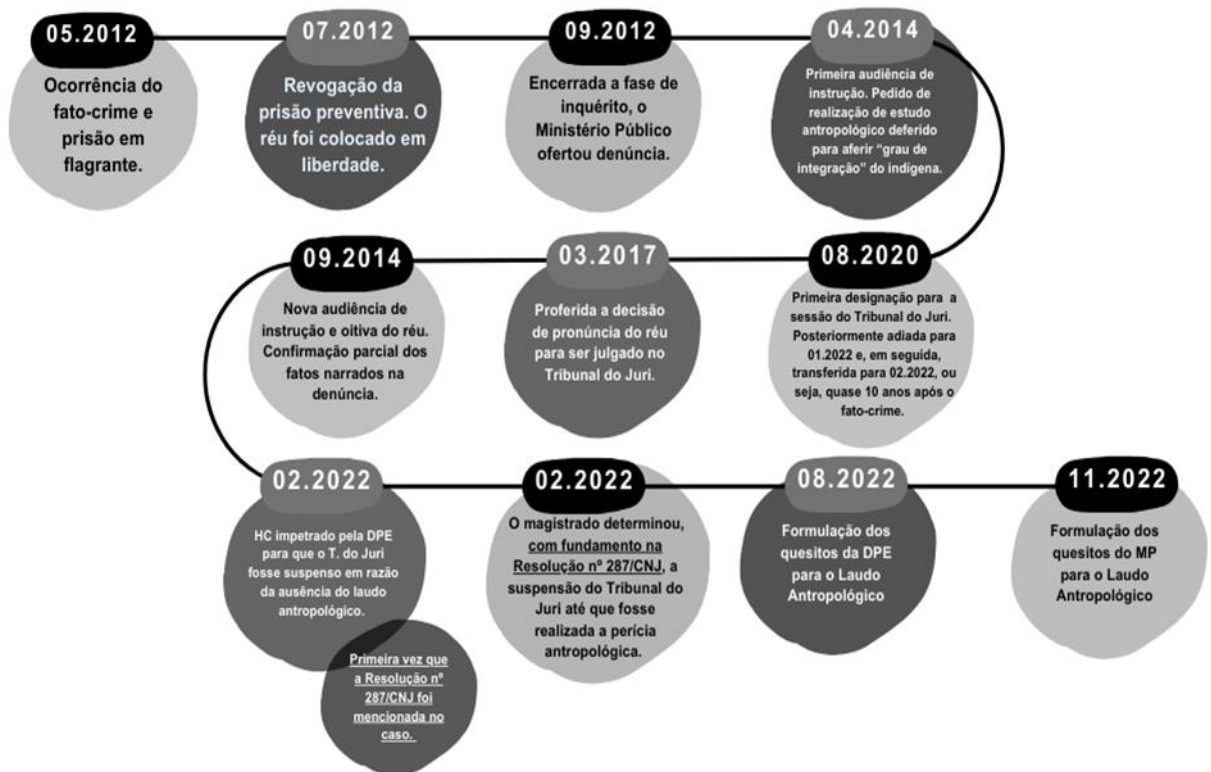 05.2012
Ocorrência do
fato-crime e
prisão em
flagrante.
07.2012
Revogação da
prisão preventiva. O
réu foi colocado em
liberdade.
09.2012
Encerrada a fase de
inquérito, o
Ministério Público
ofertou denúncia.
04.2014
Primeira audiência de
instrução. Pedido de
realização de estudo
antropológico deferido
para aferir “grau de
integração” do indígena.
09.2014
Nova audiência de
instrução e oitiva do réu.
Confirmação parcial dos
fatos narrados na
denúncia.
03.2017
Proferida a decisão
de pronúncia do réu
para ser julgado no
Tribunal do Juri.
08.2020
Primeira designação para a
sessão do Tribunal do Juri.
Posteriormente adiada para
01.2022 e, em seguida,
transferida para 02.2022, ou
seja, quase 10 anos após o
fato-crime.
02.2022
HC impetrado pela DPE
para que o T. do Juri
fosse suspenso em razão
da ausência do laudo
antropológico.
Primeira vez que
a Resolução nº
287/CNJ foi
mencionada no
caso.
02.2022
O magistrado determinou,
com fundamento na
Resolução nº 287/CNJ, a
suspensão do Tribunal do
Juri até que fosse
realizada a perícia
antropológica.
08.2022
Formulação dos
quesitos da DPE
para o Laudo
Antropológico
11.2022
Formulação dos
quesitos do MP
para o Laudo
Antropológico